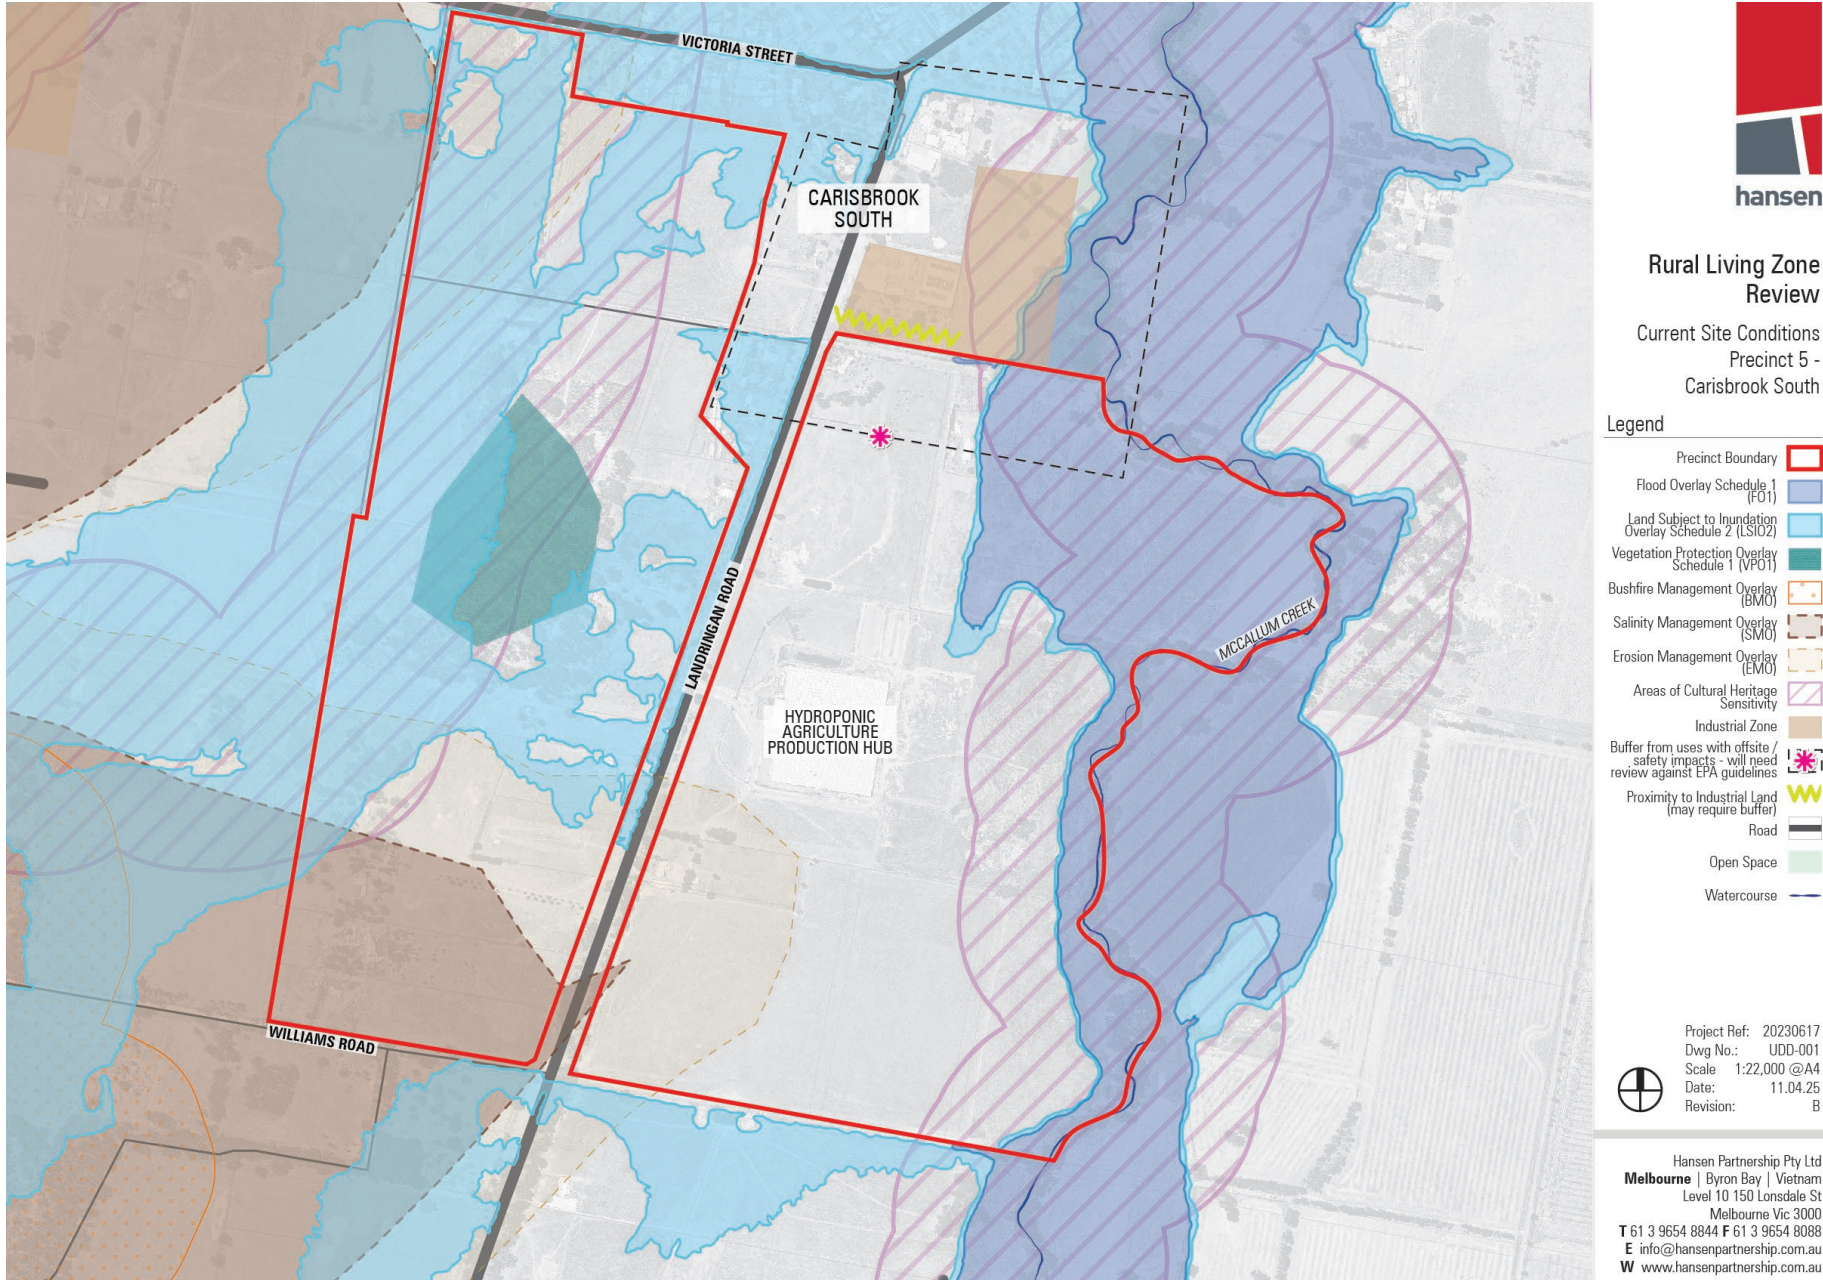 VICTORIA STREET
CARISBROOK
SOUTH
LANDRINGAN ROAD
MCCALLUM CREEK
HYDROPONIC
AGRICULTURE
PRODUCTION HUB
WILLIAMS ROAD
hansen
Rural Living Zone
Review
Current Site Conditions
Precinct 5 -
Carisbrook South
Legend
Precinct Boundary
Flood Overlay Schedule 1
(FO1)
Land Subject to Inundation
Overlay Schedule 2 (LSIO2)
Vegetation Protection Overlay
Schedule 1 (VPO1)
Bushfire Management Overlay
(BMO)
Salinity Management Overlay
(SMO)
Erosion Management Overlay
(EMO)
Areas of Cultural Heritage
Sensitivity
Industrial Zone
Buffer from uses with offsite /
safety impacts - will need
review against EPA guidelines
Proximity to Industrial Land
(may require buffer)
Road
Open Space
Watercourse
Project Ref: 20230617
Dwg No.: UDD-001
Scale 1:22,000 @A4
Date: 11.04.25
Revision: B
Hansen Partnership Pty Ltd
Melbourne | Byron Bay | Vietnam
Level 10 150 Lonsdale St
Melbourne Vic 3000
T 61 3 9654 8844 F 61 3 9654 8088
E info@hansenpartnership.com.au
W www.hansenpartnership.com.au